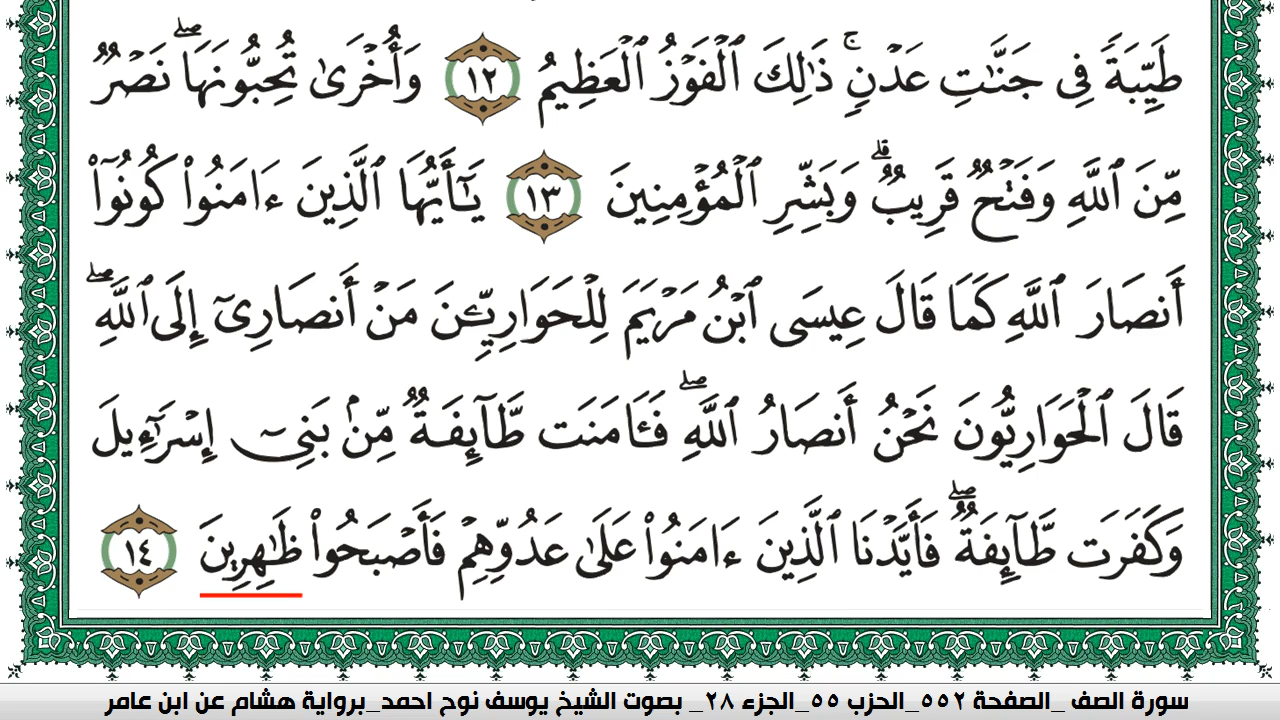 طَيِّبَةً فِى جَنَّٰتِ عَدْنٍۚ ذَٰلِكَ ٱلْفَوْزُ ٱلْعَظِيمُ ١٢ وَأُخْرَىٰ تُحِبُّونَهَاۖ نَصْرٌ
مِّنَ ٱللَّهِ وَفَتْحٌ قَرِيبٌۗ وَبَشِّرِ ٱلْمُؤْمِنِينَ ١٣ يَٰٓأَيُّهَا ٱلَّذِينَ ءَامَنُوا۟ كُونُوٓا۟
أَنصَارَ ٱللَّهِ كَمَا قَالَ عِيسَى ٱبْنُ مَرْيَمَ لِلْحَوَارِيِّـۧنَ مَنْ أَنصَارِىٓ إِلَى ٱللَّهِۖ
قَالَ ٱلْحَوَارِيُّونَ نَحْنُ أَنصَارُ ٱللَّهِۖ فَـَٔامَنَت طَّآئِفَةٌ مِّنۢ بَنِىٓ إِسْرَٰٓءِيلَ
وَكَفَرَت طَّآئِفَةٌۖ فَأَيَّدْنَا ٱلَّذِينَ ءَامَنُوا۟ عَلَىٰ عَدُوِّهِمْ فَأَصْبَحُوا۟ ظَٰهِرِينَ ١٤
سورة الصف _الصفحة ٥٥٢_الحزب ٥٥_الجزء ٢٨_ بصوت الشيخ يوسف نوح احمد_برواية هشام عن ابن عامر